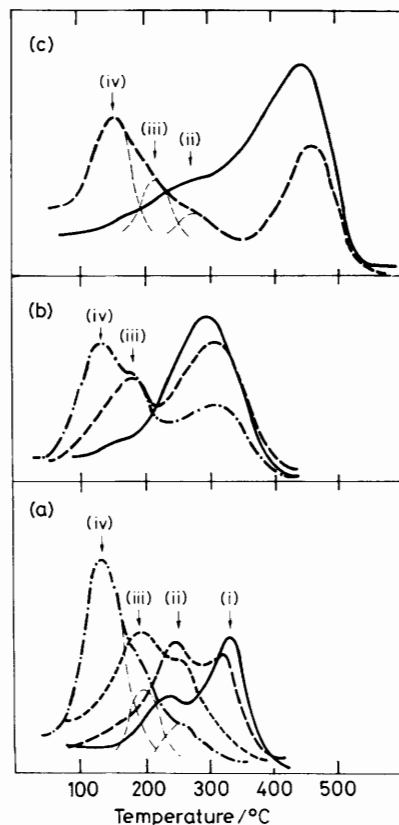 (c)
(iv)
(iii)
(ii)
(b)
(iv)
(iii)
(a)
(iv)
(iii) (ii) (i)
100 200 300 400 500
Temperature/°C